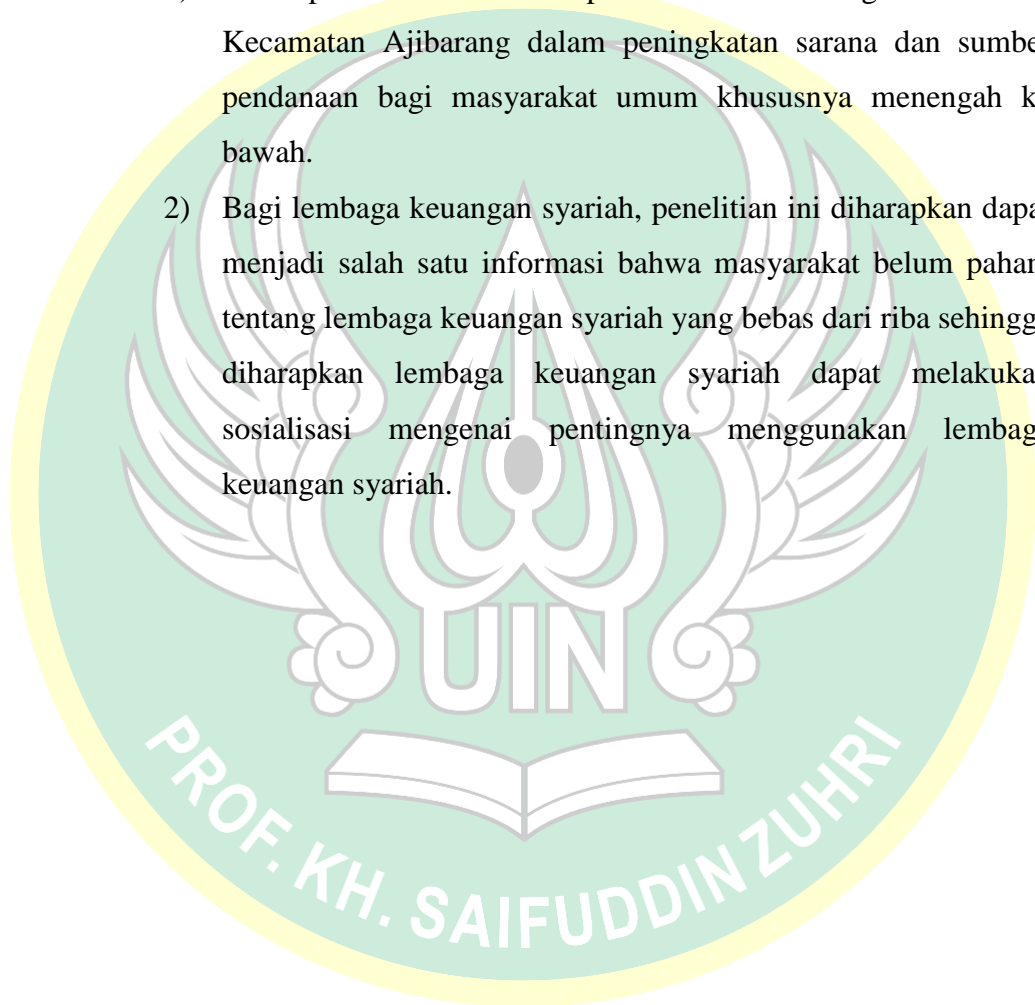 Kecamatan Ajibarang dalam peningkatan sarana dan sumbe
pendanaan bagi masyarakat umum khususnya menengah k
bawah.
2) Bagi lembaga keuangan syariah, penelitian ini diharapkan dapa
menjadi salah satu informasi bahwa masyarakat belum paham
tentang lembaga keuangan syariah yang bebas dari riba sehingg
diharapkan lembaga keuangan syariah dapat melakuka
sosialisasi mengenai pentingnya menggunakan lembag
keuangan syariah.
UIN
PROF. KH. SAIFUDDIN ZUHRI